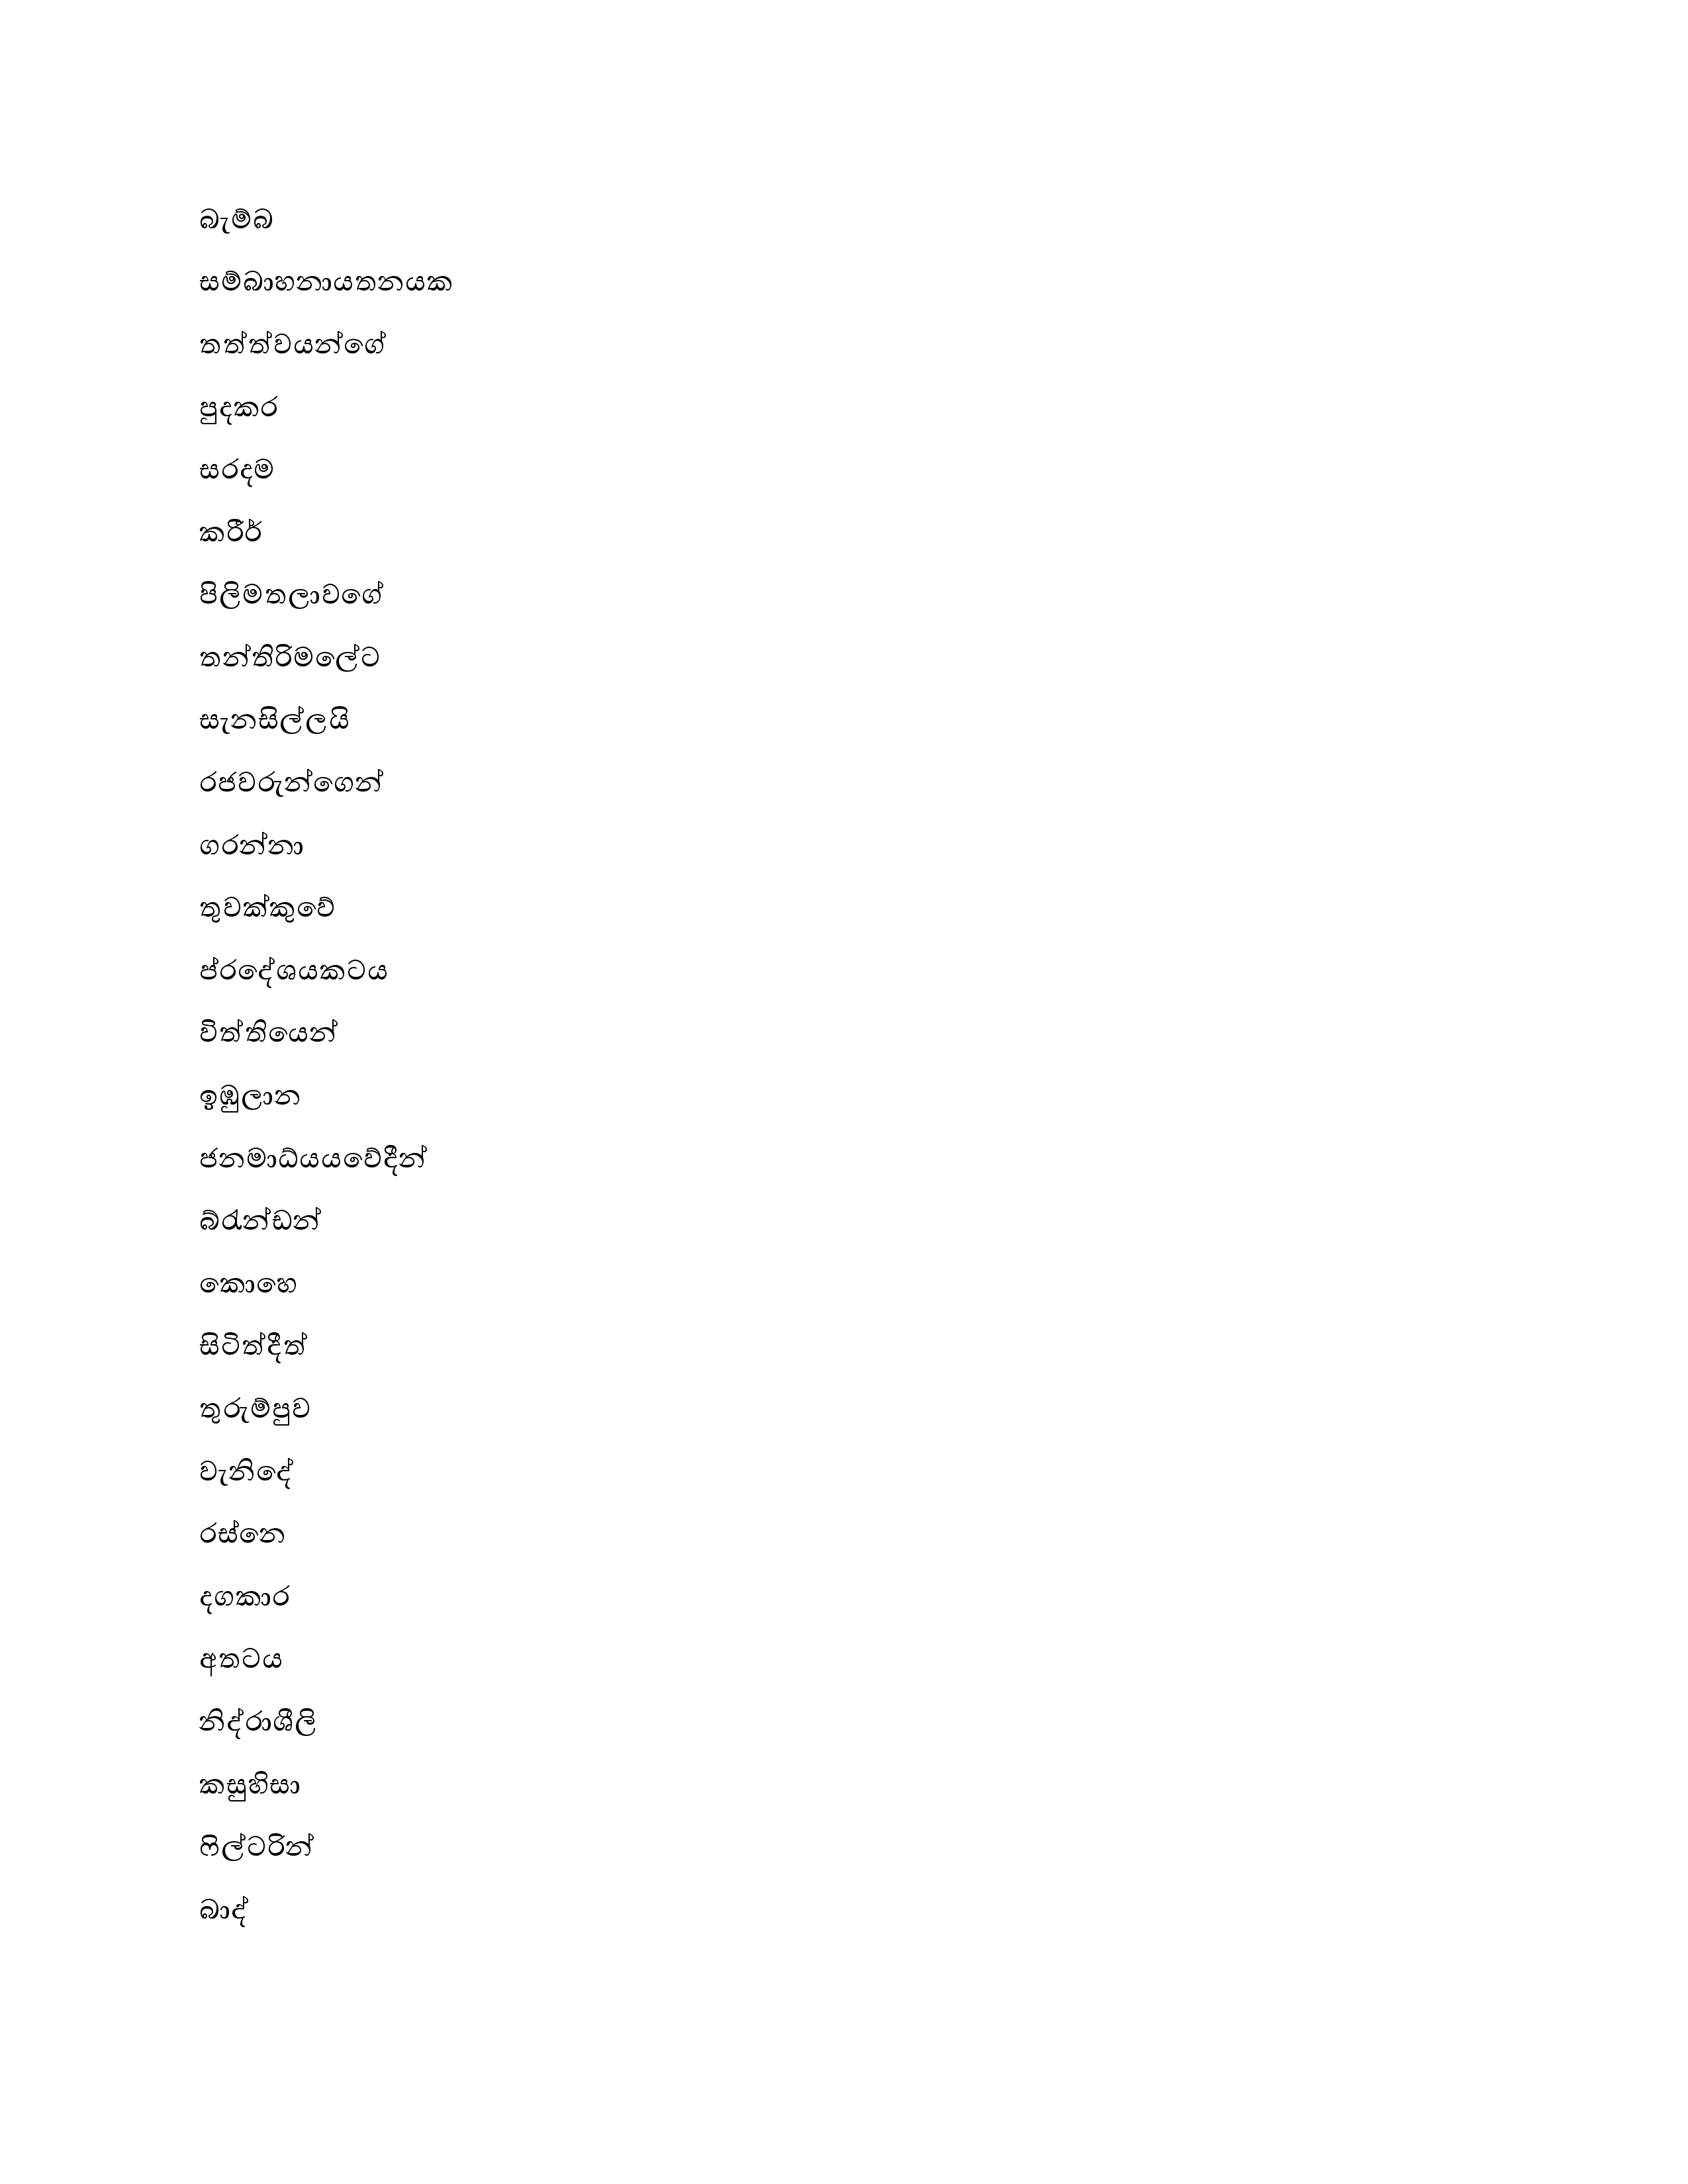 බැම්බ
සම්බාහනායතනයක
තත්ත්වයන්ගේ
පුදකර
සරදම
කරීර්
පිලිමතලාවගේ
තන්තිරිමලේට
සැනසිල්ලයි
රජවරුන්ගෙන්
ගරන්නා
තුවක්කුවේ
ප්රදේශයකටය
විත්තියෙන්
ඉඹුලාන
ජනමාධ්යයවේදීන්
බ්රැන්ඩන්
කොහෙ
සිටිත්දීත්
තුරුම්පුව
වැනිදේ
රස්නෙ
දගකාර
අතටය
නිද්රාශීලි
කසුහිසා
ෆිල්ටරින්
බාද්